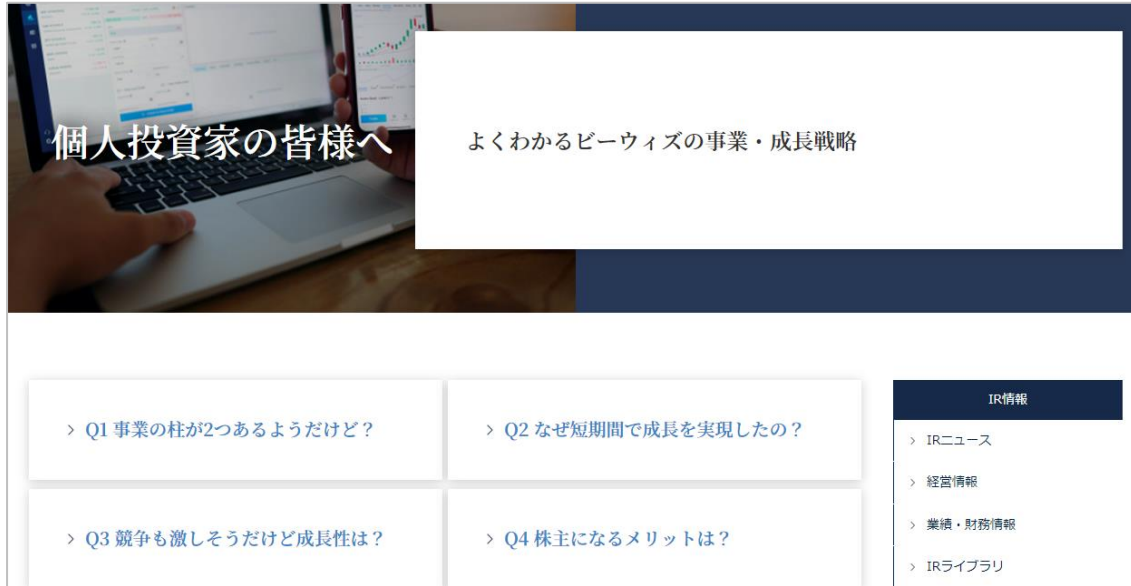 個人投資家の皆様へ
よくわかるビーウィズの事業・成長戦略
Q1 事業の柱が2つあるようだけど？
Q2 なぜ短期間で成長を実現したの？
Q3 競争も激しそうだけど成長性は？
Q4 株主になるメリットは？
IR情報
IRニュース
経営情報
業績・財務情報
IRライブラリ